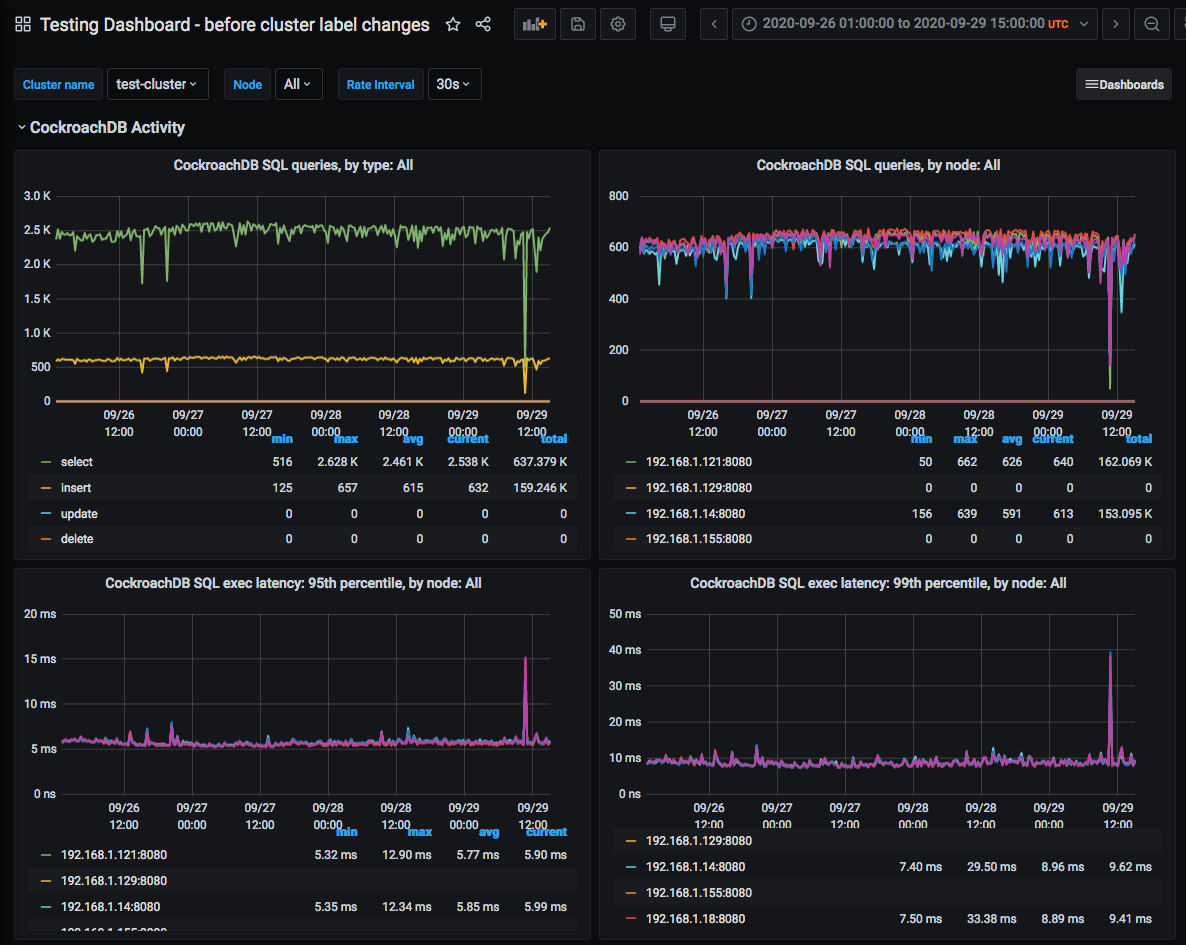 Testing Dashboard - before cluster label changes
2020-09-26 01:00:00 to 2020-09-29 15:00:00 UTC
Cluster name test-cluster Node All Rate Interval 30s Dashboards
CockroachDB Activity
CockroachDB SQL queries, by type: All
3.0 K
2.5 K
2.0 K
1.5 K
1.0 K
500
0
09/26 09/27 09/27 09/28 09/28 09/29 09/29
12:00 00:00 12:00 00:00 12:00 00:00 12:00
min max avg current total
select 516 2.628 K 2.461 K 2.538 K 637.379 K
insert 125 657 615 632 159.246 K
update 0 0 0 0 0
delete 0 0 0 0 0
CockroachDB SQL queries, by node: All
800
600
400
200
0
09/26 09/27 09/27 09/28 09/28 09/29 09/29
12:00 00:00 12:00 00:00 12:00 00:00 12:00
min max avg current total
192.168.1.121:8080 50 662 626 640 162.069 K
192.168.1.129:8080 0 0 0 0 0
192.168.1.14:8080 156 639 591 613 153.095 K
192.168.1.155:8080 0 0 0 0 0
CockroachDB SQL exec latency: 95th percentile, by node: All
20 ms
15 ms
10 ms
5 ms
0 ns
09/26 09/27 09/27 09/28 09/28 09/29 09/29
12:00 00:00 12:00 00:00 12:00 00:00 12:00
min max avg current
192.168.1.121:8080 5.32 ms 12.90 ms 5.77 ms 5.90 ms
192.168.1.129:8080
192.168.1.14:8080 5.35 ms 12.34 ms 5.85 ms 5.99 ms
192.168.1.155:8080
CockroachDB SQL exec latency: 99th percentile, by node: All
50 ms
40 ms
30 ms
20 ms
10 ms
0 ns
09/26 09/27 09/27 09/28 09/28 09/29 09/29
12:00 00:00 12:00 00:00 12:00 00:00 12:00
192.168.1.129:8080
192.168.1.14:8080 7.40 ms 29.50 ms 8.96 ms 9.62 ms
192.168.1.155:8080
192.168.1.18:8080 7.50 ms 33.38 ms 8.89 ms 9.41 ms